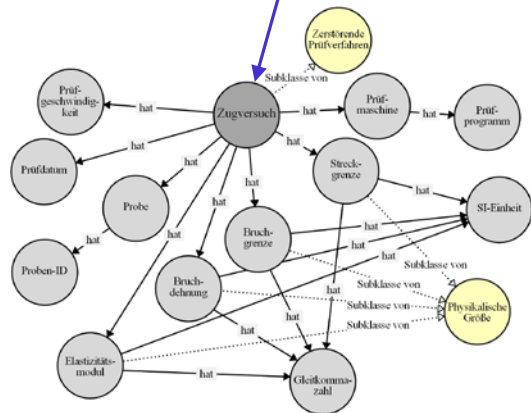 Zerstörende
Prüfverfahren
Subklasse von
Prüf-
geschwindig-
keit
hat
Zugversuch
hat
Prüf-
maschine
hat
Prüf-
programm
hat
hat
Prüfdatum
hat
Streck-
grenze
Probe
hat
hat
SI-Einheit
hat
hat
Bruch-
grenze
hat
hat
Proben-ID
hat
hat
Subklasse von
Bruch-
dehnung
hat
Subklasse von
Subklasse von
Physikalische
Größe
hat
hat
hat
Subklasse von
Elastizitäts-
modul
hat
Gleitkomma-
zahl